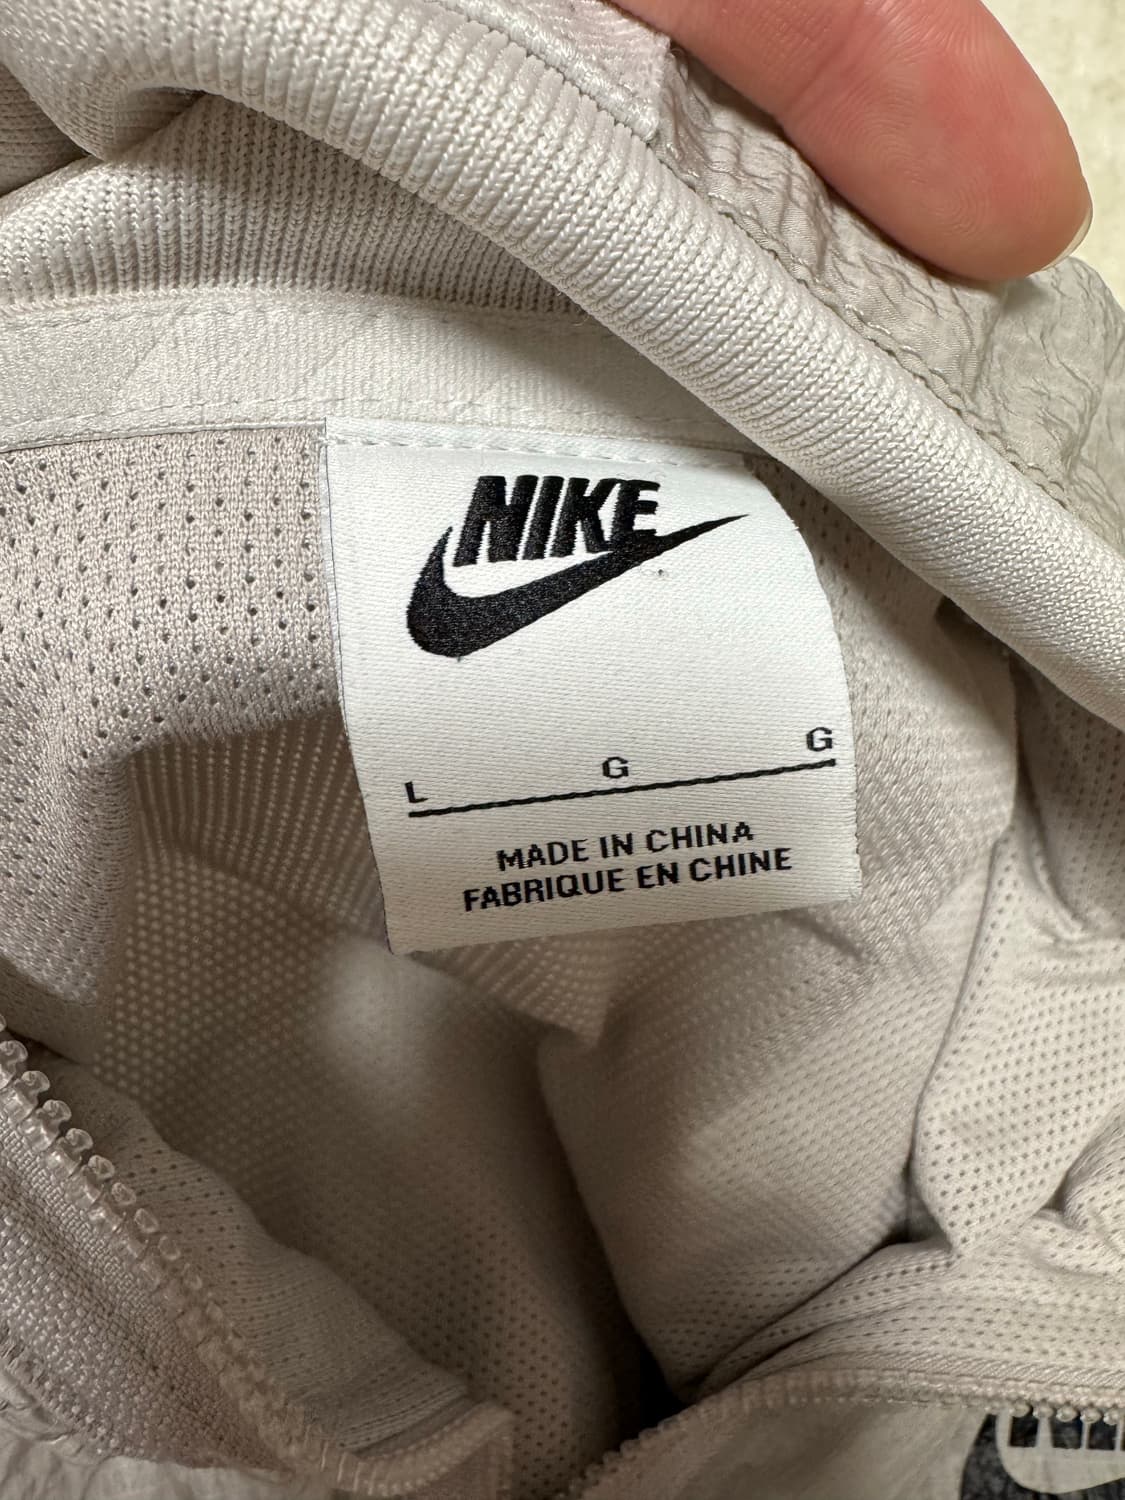 NIKE
L G G
MADE IN CHINA
FABRIQUE EN CHINE